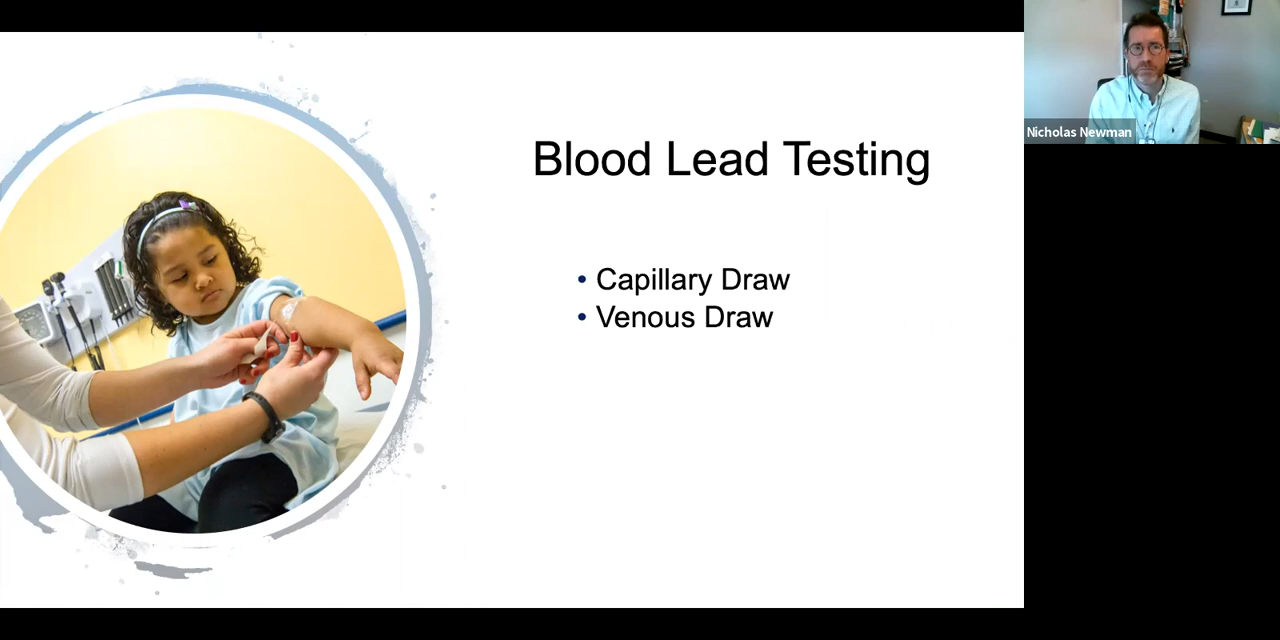 Blood Lead Testing
• Capillary Draw
• Venous Draw
Nicholas Newman